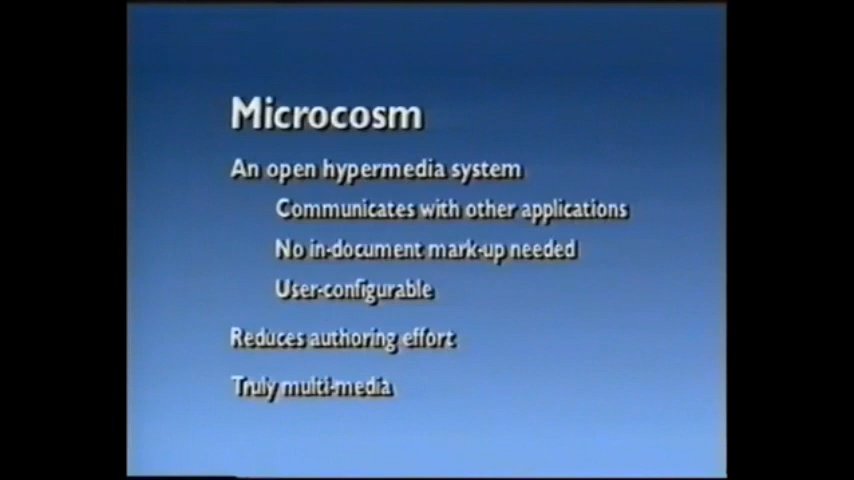 Microcosm
An open hypermedia system
Communicates with other applications
No in-document mark-up needed
User-configurable
Reduces authoring effort
Truly multi-media